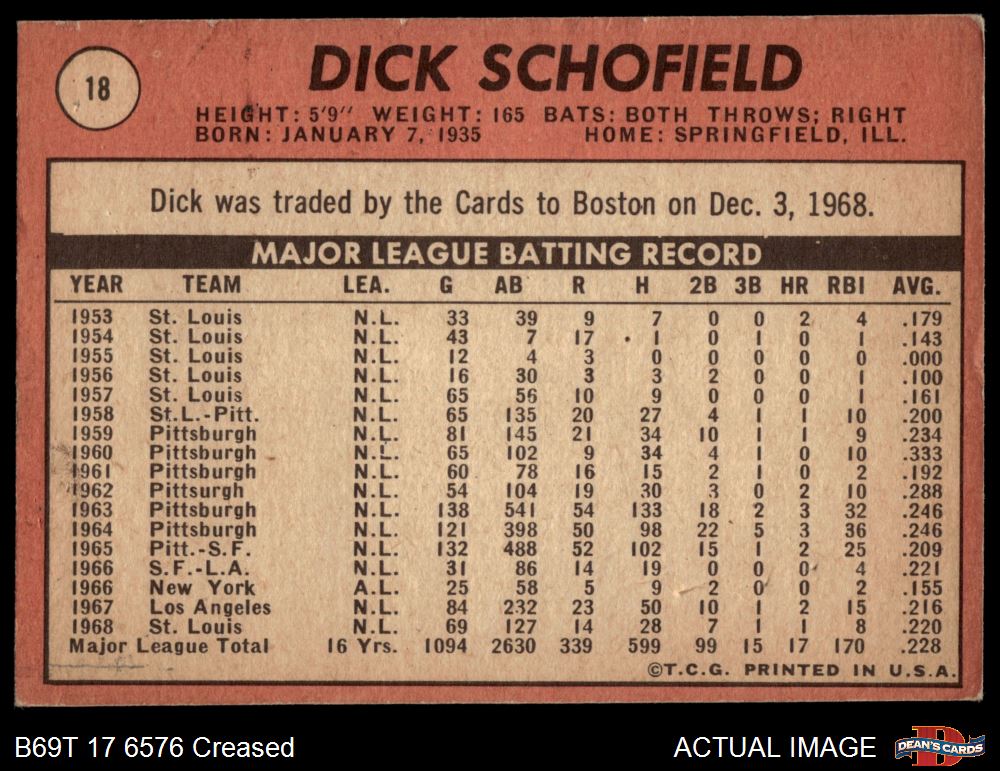 18
DICK SCHOFIELD
HEIGHT: 5'9" WEIGHT: 165 BATS: BOTH THROWS; RIGHT
BORN: JANUARY 7, 1935 HOME: SPRINGFIELD, ILL.
Dick was traded by the Cards to Boston on Dec. 3, 1968.
MAJOR LEAGUE BATTING RECORD
YEAR TEAM LEA. G AB R H 2B 3B HR RBI AVG.
1953 St. Louis N.L. 33 39 9 7 0 0 2 4 .179
1954 St. Louis N.L. 43 7 17 1 0 1 0 1 .143
1955 St. Louis N.L. 12 4 3 0 0 0 0 0 .000
1956 St. Louis N.L. 16 30 3 3 2 0 0 1 .100
1957 St. Louis N.L. 65 56 10 9 0 0 0 1 .161
1958 St.L.-Pitt. N.L. 65 135 20 27 4 1 1 10 .200
1959 Pittsburgh N.L. 81 145 21 34 10 1 1 9 .234
1960 Pittsburgh N.L. 65 102 9 34 4 1 0 10 .333
1961 Pittsburgh N.L. 60 78 16 15 2 1 0 2 .192
1962 Pittsurgh N.L. 54 104 19 30 3 0 2 10 .288
1963 Pittsburgh N.L. 138 541 54 133 18 2 3 32 .246
1964 Pittsburgh N.L. 121 398 50 98 22 5 3 36 .246
1965 Pitt.-S.F. N.L. 132 488 52 102 15 1 2 25 .209
1966 S.F.-L.A. N.L. 31 86 14 19 0 0 0 4 .221
1966 New York A.L. 25 58 5 9 2 0 0 2 .155
1967 Los Angeles N.L. 84 232 23 50 10 1 2 15 .216
1968 St. Louis N.L. 69 127 14 28 7 1 1 8 .220
Major League Total 16 Yrs. 1094 2630 339 599 99 15 17 170 .228
©T.C.G. PRINTED IN U.S.A.
B69T 17 6576 Creased ACTUAL IMAGE DEAN'S CARDS